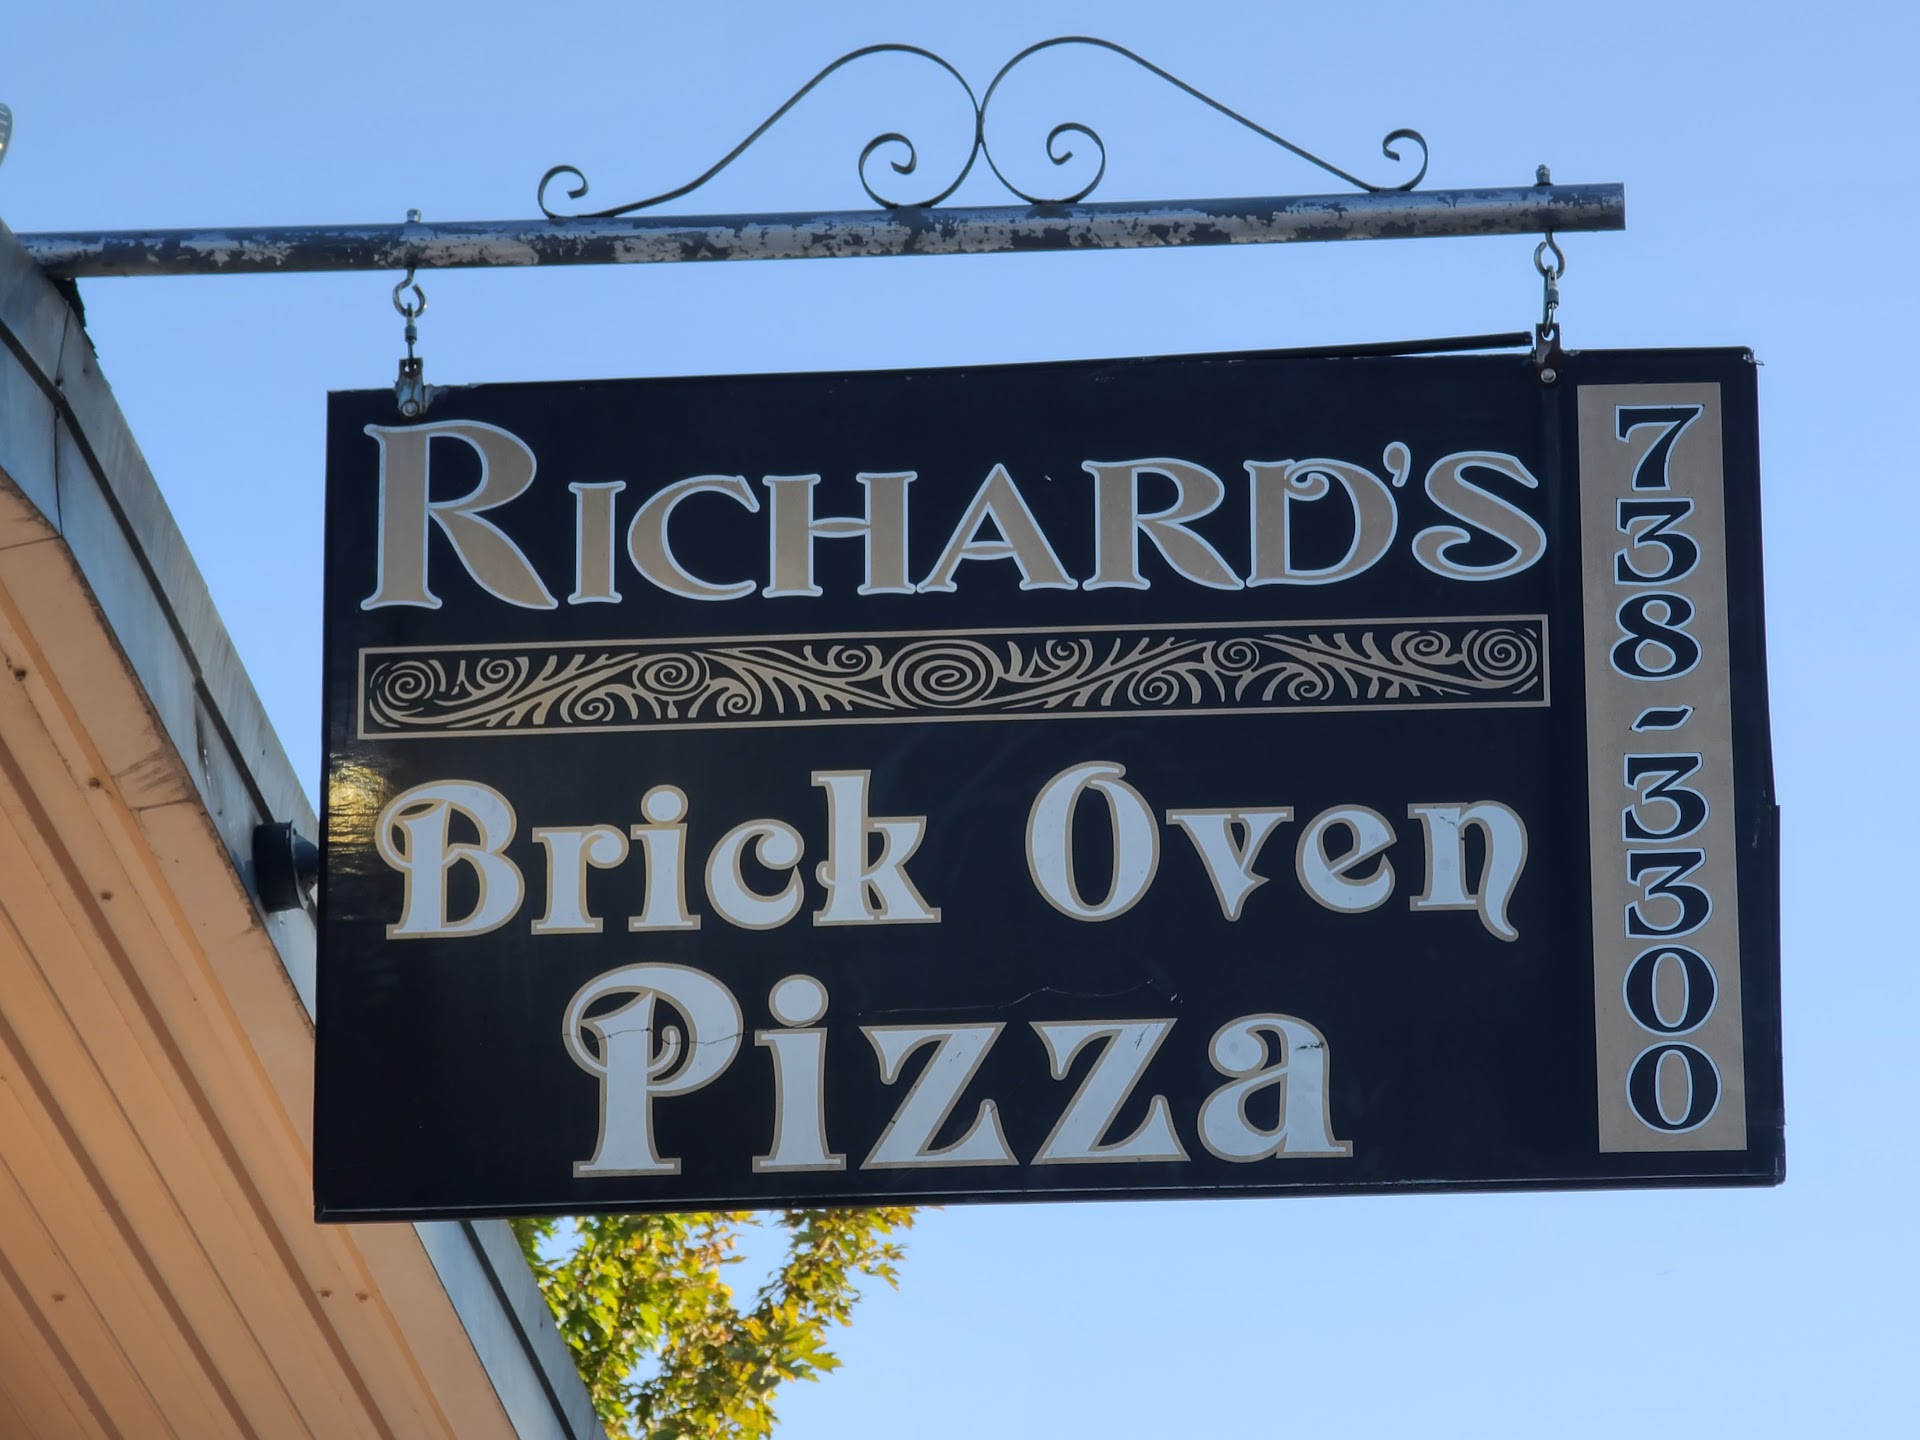 RICHARD'S
Brick Oven
Pizza
738-3300